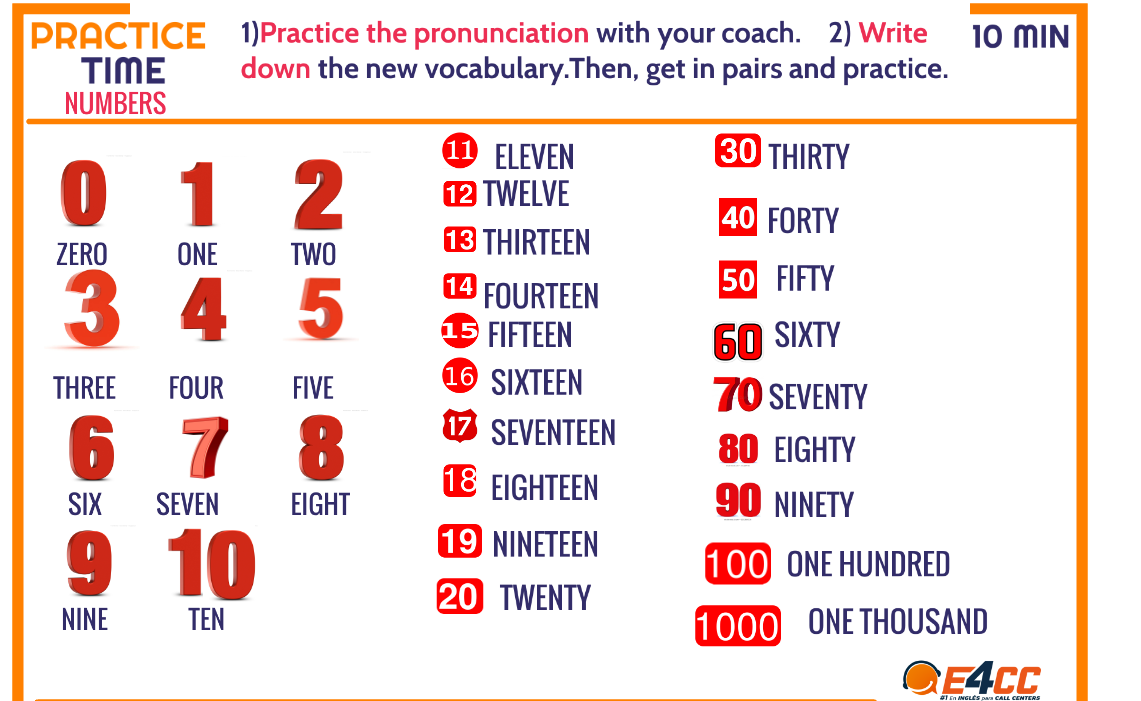 PRACTICE
TIME
NUMBERS
1)Practice the pronunciation with your coach. 2) Write
down the new vocabulary.Then, get in pairs and practice.
10 MIN
0 1 2
ZERO ONE TWO
3 4 5
THREE FOUR FIVE
6 7 8
SIX SEVEN EIGHT
9 10
NINE TEN
11 ELEVEN
12 TWELVE
13 THIRTEEN
14 FOURTEEN
15 FIFTEEN
16 SIXTEEN
17 SEVENTEEN
18 EIGHTEEN
19 NINETEEN
20 TWENTY
30 THIRTY
40 FORTY
50 FIFTY
60 SIXTY
70 SEVENTY
80 EIGHTY
90 NINETY
100 ONE HUNDRED
1000 ONE THOUSAND
E4CC
#1 En INGLÉS para CALL CENTERS